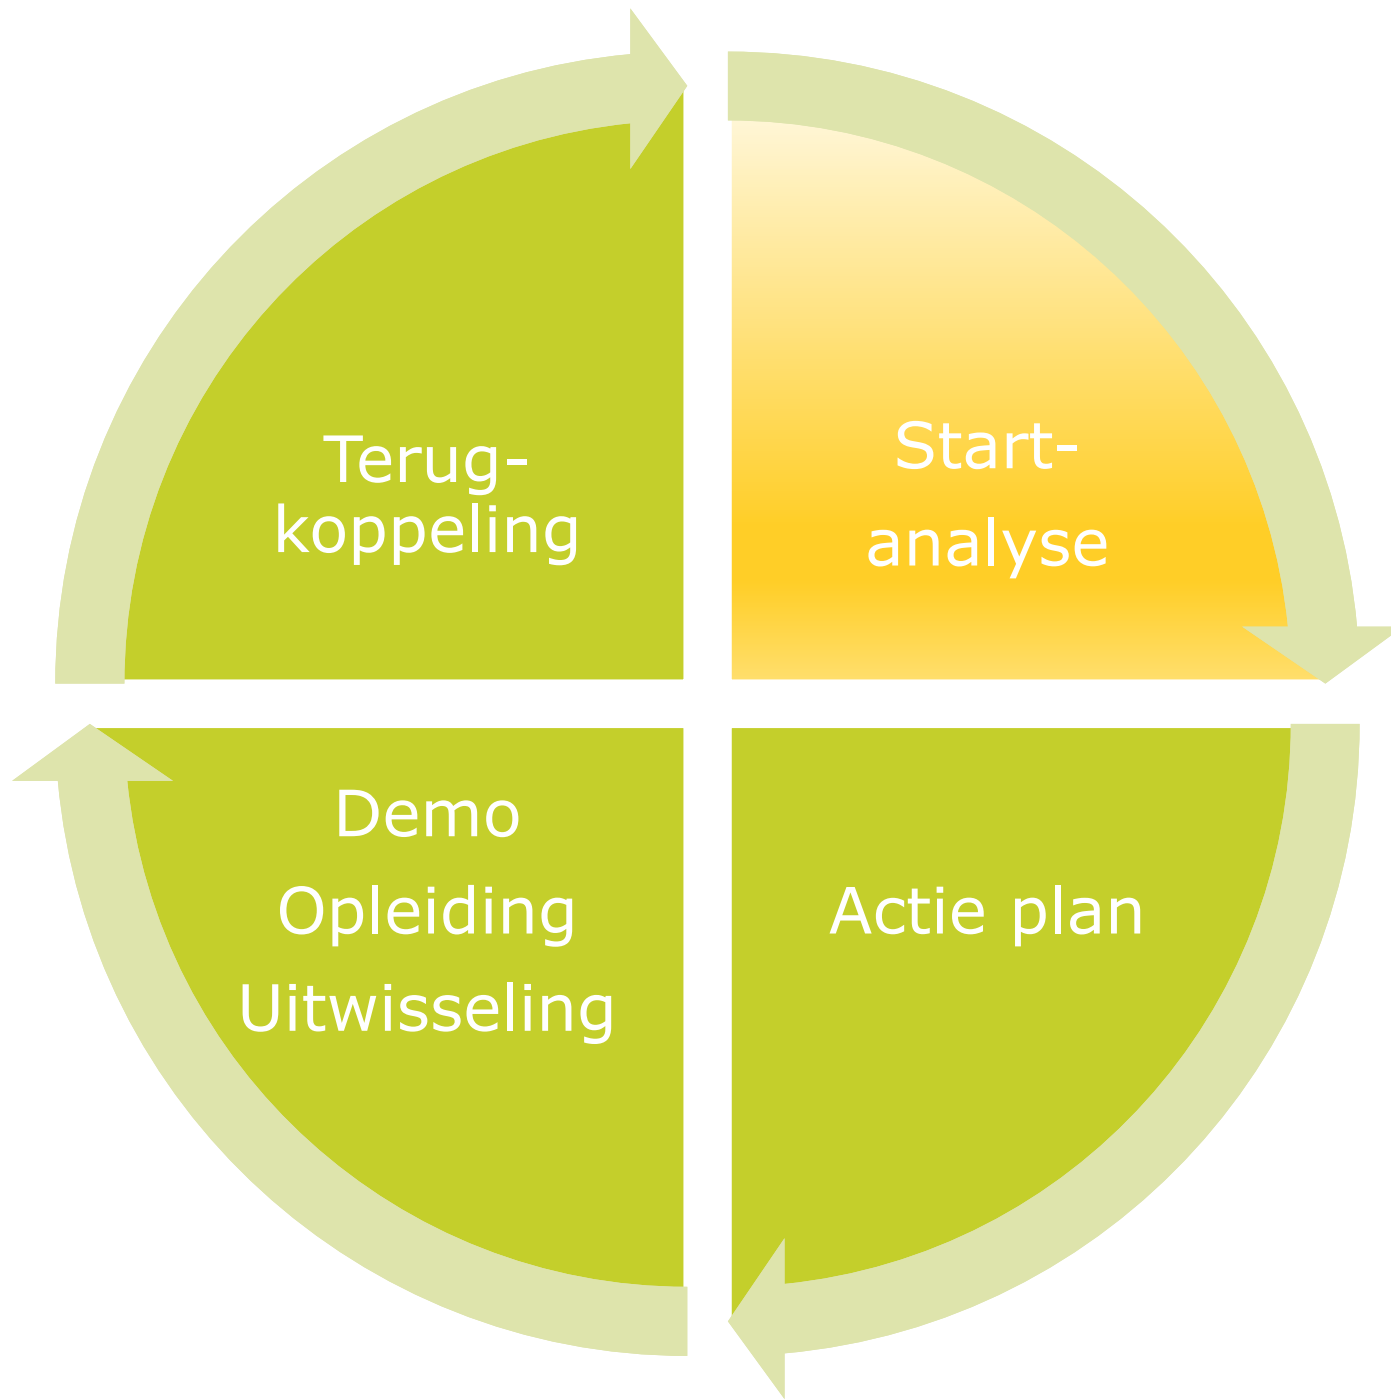 Terug-
koppeling
Start-
analyse
Demo
Opleiding
Uitwisseling
Actie plan